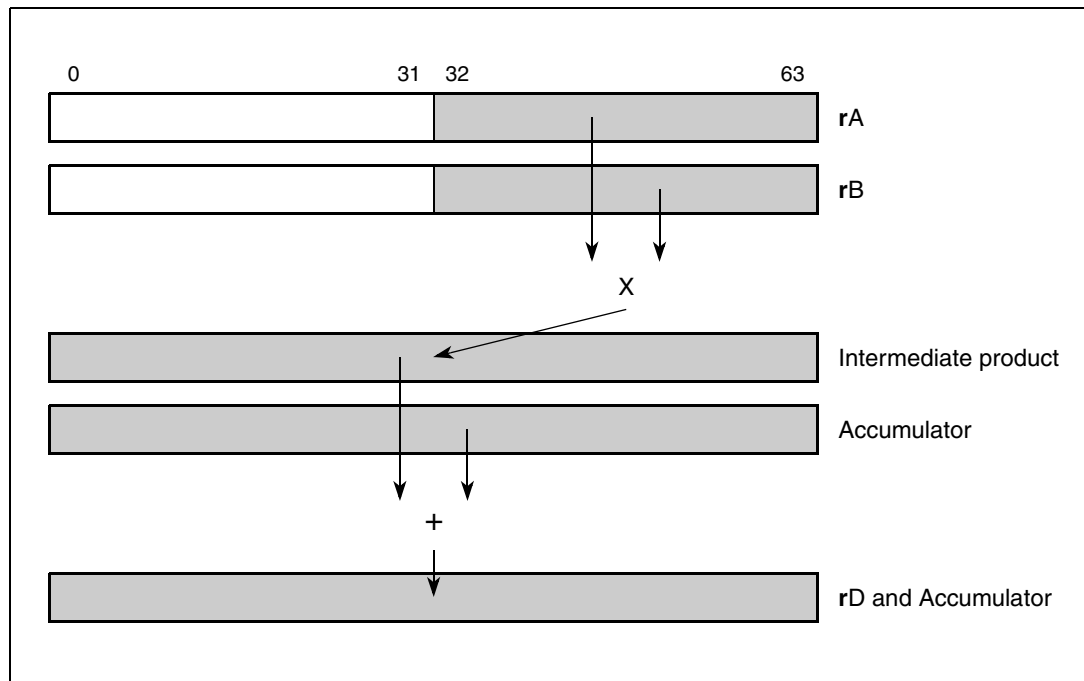 0 31 32 63
rA
rB
X
Intermediate product
Accumulator
+
rD and Accumulator